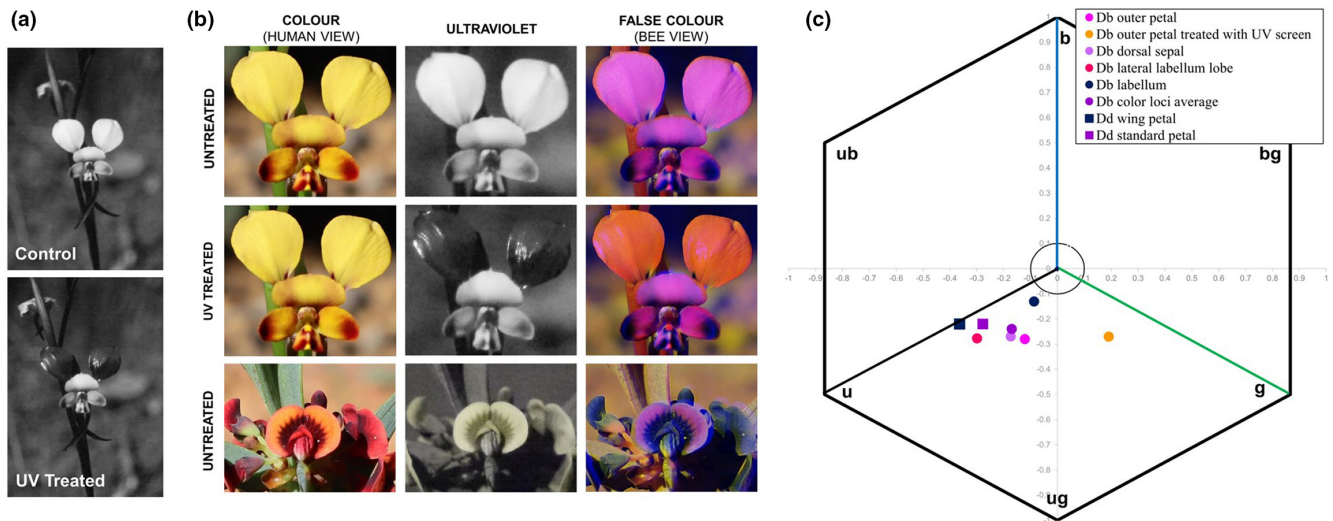 (a)
Control
UV Treated
(b)
COLOUR
(HUMAN VIEW)
ULTRAVIOLET
FALSE COLOUR
(BEE VIEW)
UNTREATED
UV TREATED
UNTREATED
(c)
Db outer petal
Db outer petal treated with UV screen
Db dorsal sepal
Db lateral labellum lobe
Db labellum
Db color loci average
Dd wing petal
Dd standard petal
b
ub
bg
u
g
ug
1
0.9
0.8
0.7
0.6
0.5
0.4
0.3
0.2
0.1
0
-1 -0.9 -0.8 -0.7 -0.6 -0.5 -0.4 -0.3 -0.2 -0.1 0 0.1 0.2 0.3 0.4 0.5 0.6 0.7 0.8 0.9 1
-0.1
-0.2
-0.3
-0.4
-0.5
-0.6
-0.7
-0.8
-0.9